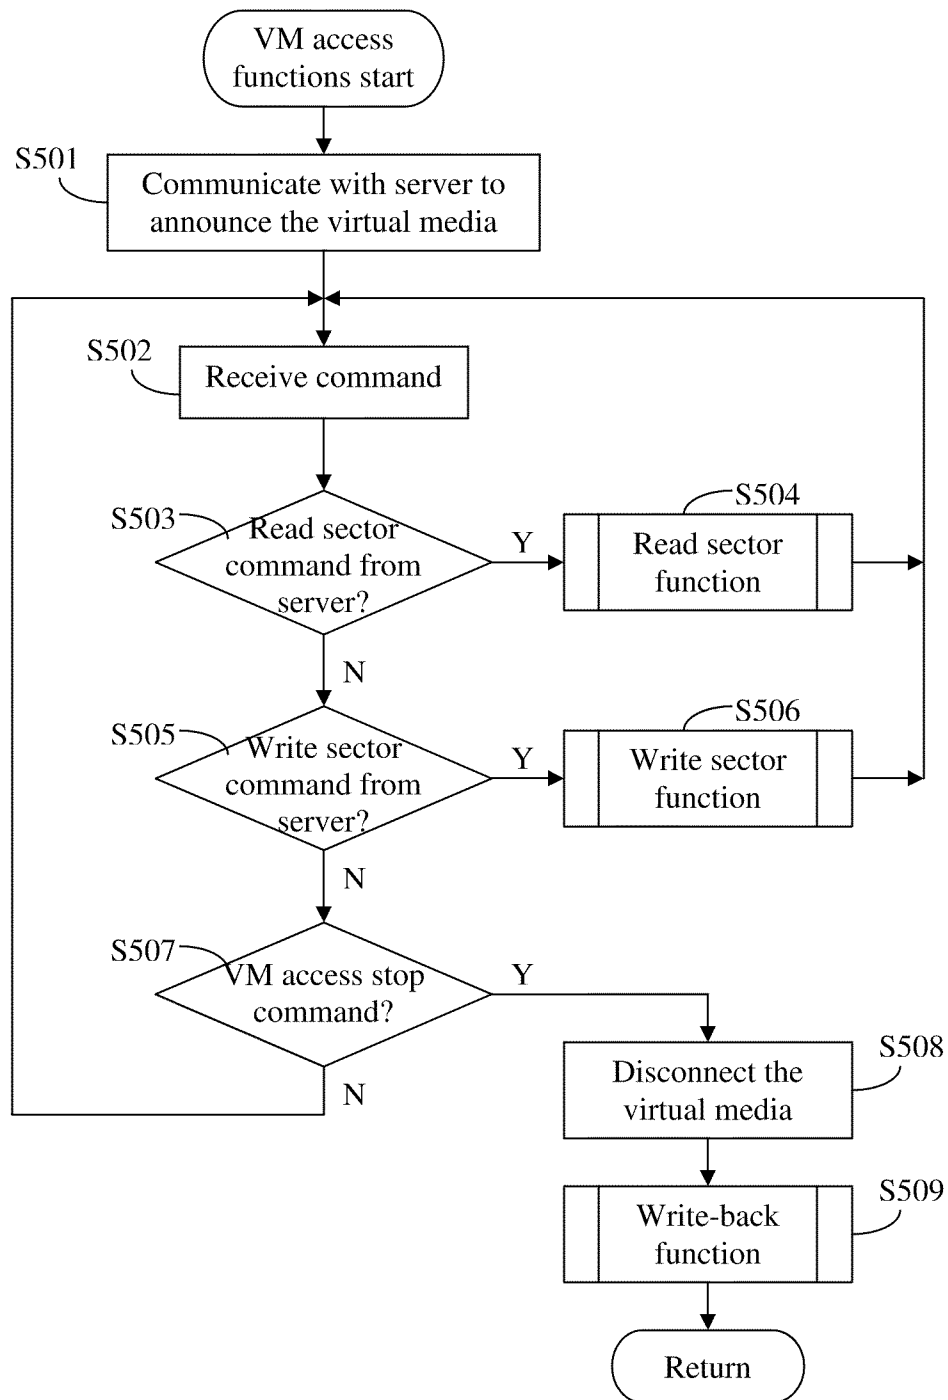 VM access
functions start
S501
Communicate with server to
announce the virtual media
S502
Receive command
S503
Read sector
command from
server?
Y
S504
Read sector
function
N
S505
Write sector
command from
server?
Y
S506
Write sector
function
N
S507
VM access stop
command?
Y
N
S508
Disconnect the
virtual media
S509
Write-back
function
Return